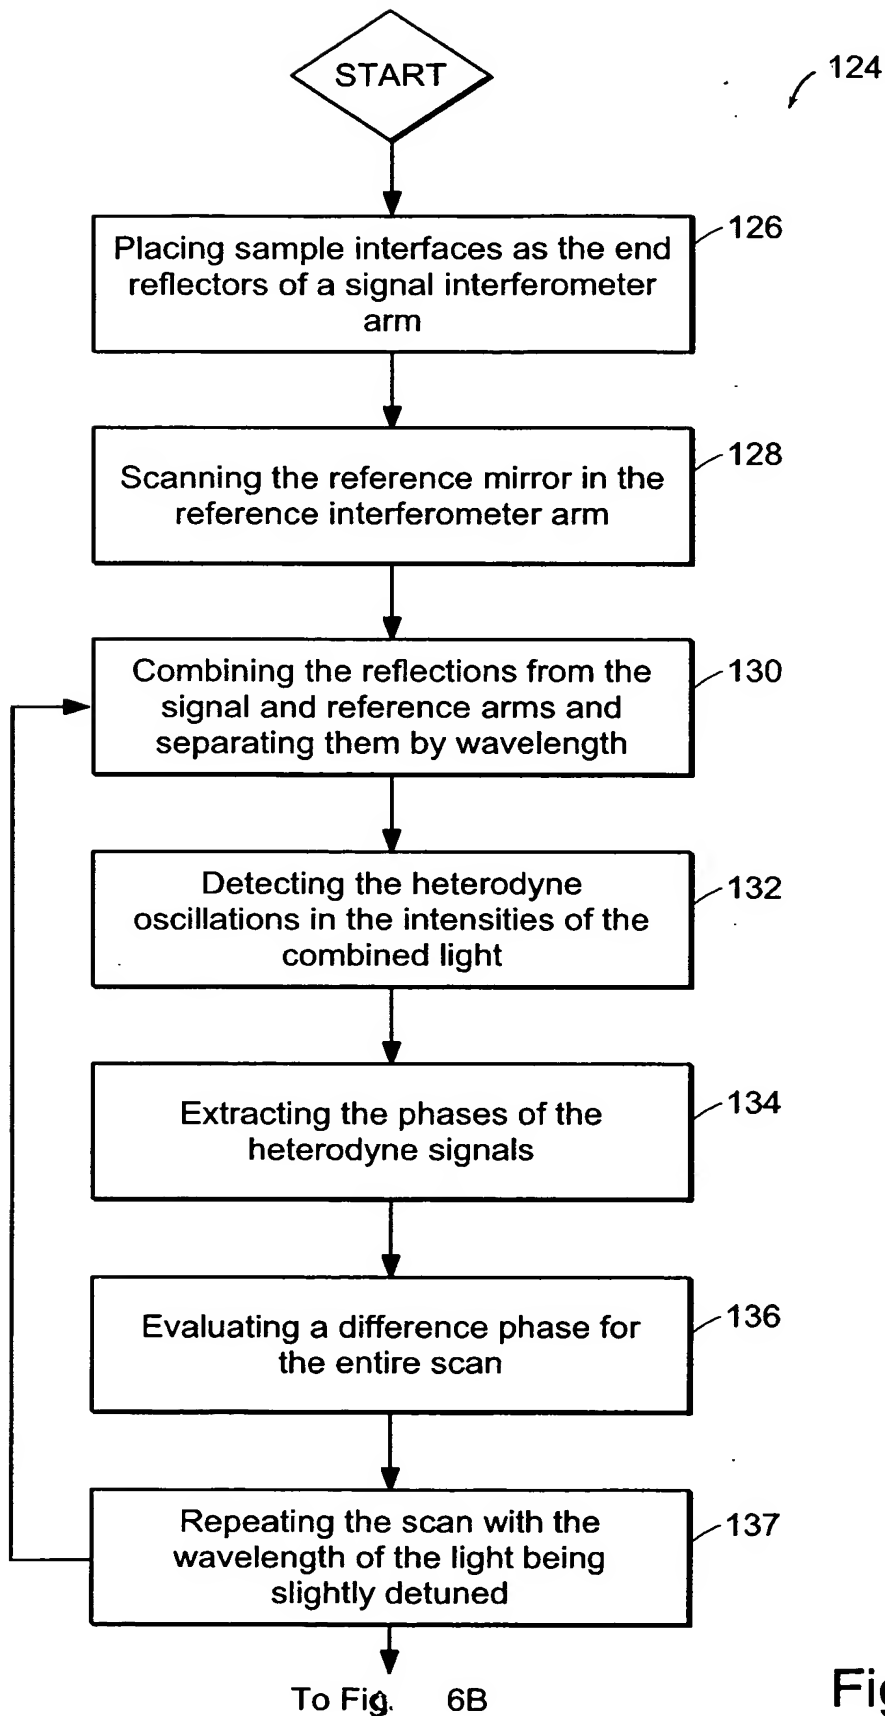 START
124
Placing sample interfaces as the end
reflectors of a signal interferometer
arm
126
Scanning the reference mirror in the
reference interferometer arm
128
Combining the reflections from the
signal and reference arms and
separating them by wavelength
130
Detecting the heterodyne
oscillations in the intensities of the
combined light
132
Extracting the phases of the
heterodyne signals
134
Evaluating a difference phase for
the entire scan
136
Repeating the scan with the
wavelength of the light being
slightly detuned
137
To Fig. 6B
Fig